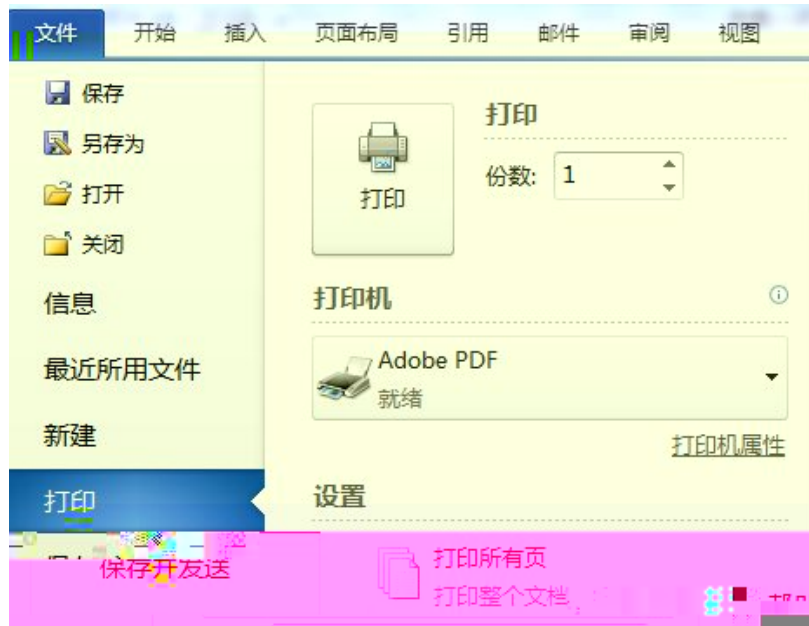 文件 开始 插入 页面布局 引用 邮件 审阅 视图
保存
另存为
打开
关闭
信息
最近所用文件
新建
打印
保存并发送
打印
打印
份数: 1
打印机
Adobe PDF
就绪
打印机属性
设置
打印所有页
打印整个文档